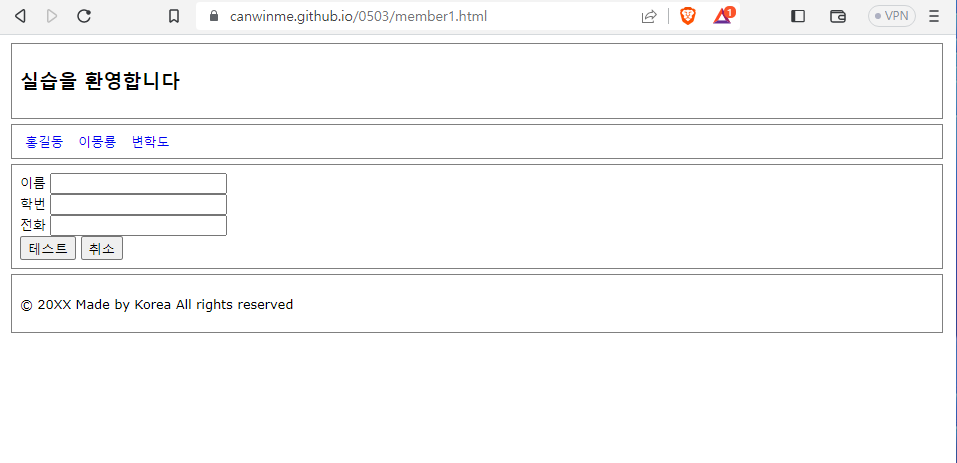 canwinme.github.io/0503/member1.html
1
VPN
실습을 환영합니다
홍길동 이몽룡 변학도
이름
학번
전화
테스트 취소
© 20XX Made by Korea All rights reserved